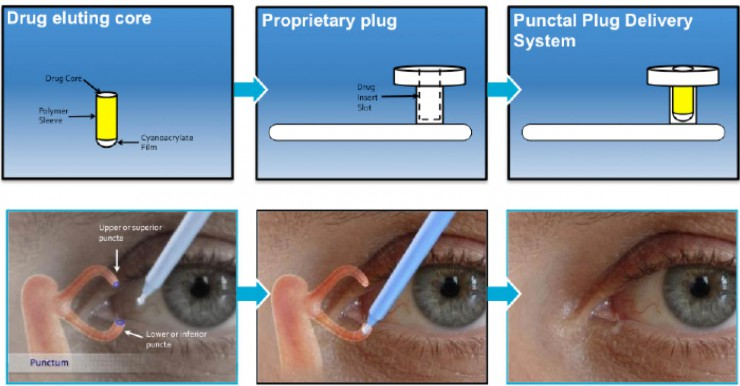 Drug eluting core
Drug Core
Polymer
Sleeve
Cyanoacrylate
Film
Proprietary plug
Drug
Insert
Slot
Punctal Plug Delivery
System
Upper or superior
puncta
Lower or inferior
puncta
Punctum